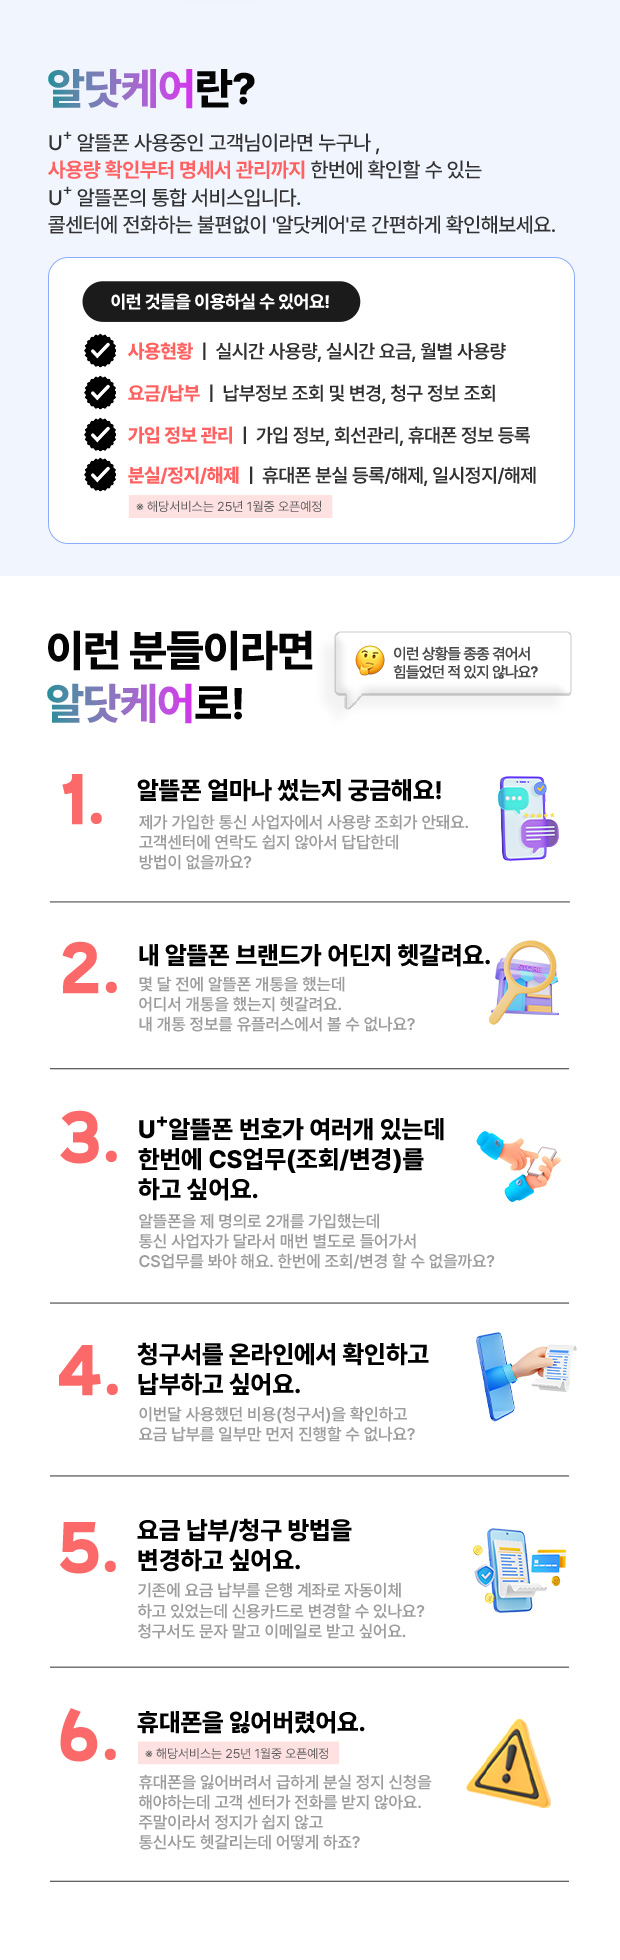 알닷케어란?
U+ 알뜰폰 사용중인 고객님이라면 누구나 ,
사용량 확인부터 명세서 관리까지 한번에 확인할 수 있는
U+ 알뜰폰의 통합 서비스입니다.
콜센터에 전화하는 불편없이 '알닷케어'로 간편하게 확인해보세요.
이런 것들을 이용하실 수 있어요!
사용현황 | 실시간 사용량, 실시간 요금, 월별 사용량
요금/납부 | 납부정보 조회 및 변경, 청구 정보 조회
가입 정보 관리 | 가입 정보, 회선관리, 휴대폰 정보 등록
분실/정지/해제 | 휴대폰 분실 등록/해제, 일시정지/해제
※ 해당서비스는 25년 1월중 오픈예정
이런 분들이라면
알닷케어로!
이런 상황들 종종 겪어서
힘들었던 적 있지 않나요?
1.
알뜰폰 얼마나 썼는지 궁금해요!
제가 가입한 통신 사업자에서 사용량 조회가 안돼요.
고객센터에 연락도 쉽지 않아서 답답한데
방법이 없을까요?
2.
내 알뜰폰 브랜드가 어딘지 헷갈려요.
몇 달 전에 알뜰폰 개통을 했는데
어디서 개통을 했는지 헷갈려요.
내 개통 정보를 유플러스에서 볼 수 없나요?
3.
U+알뜰폰 번호가 여러개 있는데
한번에 CS업무(조회/변경)를
하고 싶어요.
알뜰폰을 제 명의로 2개를 가입했는데
통신 사업자가 달라서 매번 별도로 들어가서
CS업무를 봐야 해요. 한번에 조회/변경 할 수 없을까요?
4.
청구서를 온라인에서 확인하고
납부하고 싶어요.
이번달 사용했던 비용(청구서)을 확인하고
요금 납부를 일부만 먼저 진행할 수 없나요?
5.
요금 납부/청구 방법을
변경하고 싶어요.
기존에 요금 납부를 은행 계좌로 자동이체
하고 있었는데 신용카드로 변경할 수 있나요?
청구서도 문자 말고 이메일로 받고 싶어요.
6.
휴대폰을 잃어버렸어요.
※ 해당서비스는 25년 1월중 오픈예정
휴대폰을 잃어버려서 급하게 분실 정지 신청을
해야하는데 고객 센터가 전화를 받지 않아요.
주말이라서 정지가 쉽지 않고
통신사도 헷갈리는데 어떻게 하죠?